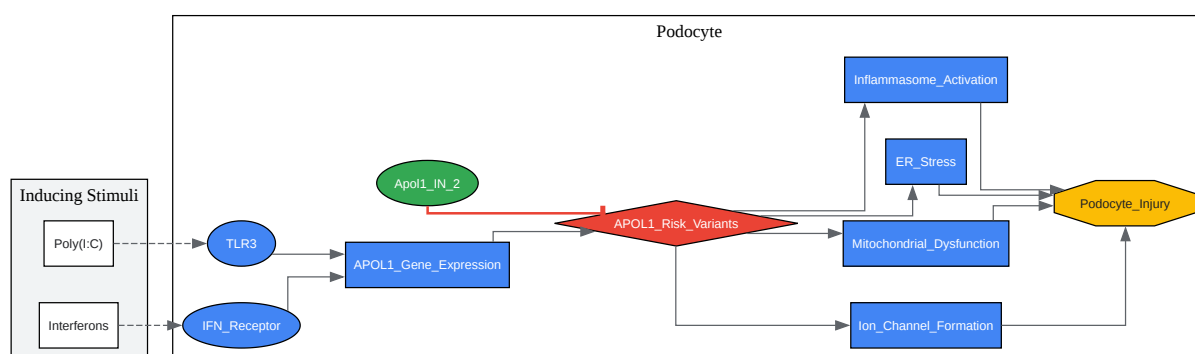 Podocyte
Inflammasome_Activation
ER_Stress
Inducing Stimuli
Apol1_IN_2
Podocyte_Injury
APOL1_Risk_Variants
Poly(I:C)
TLR3
Mitochondrial_Dysfunction
APOL1_Gene_Expression
Interferons
IFN_Receptor
Ion_Channel_Formation